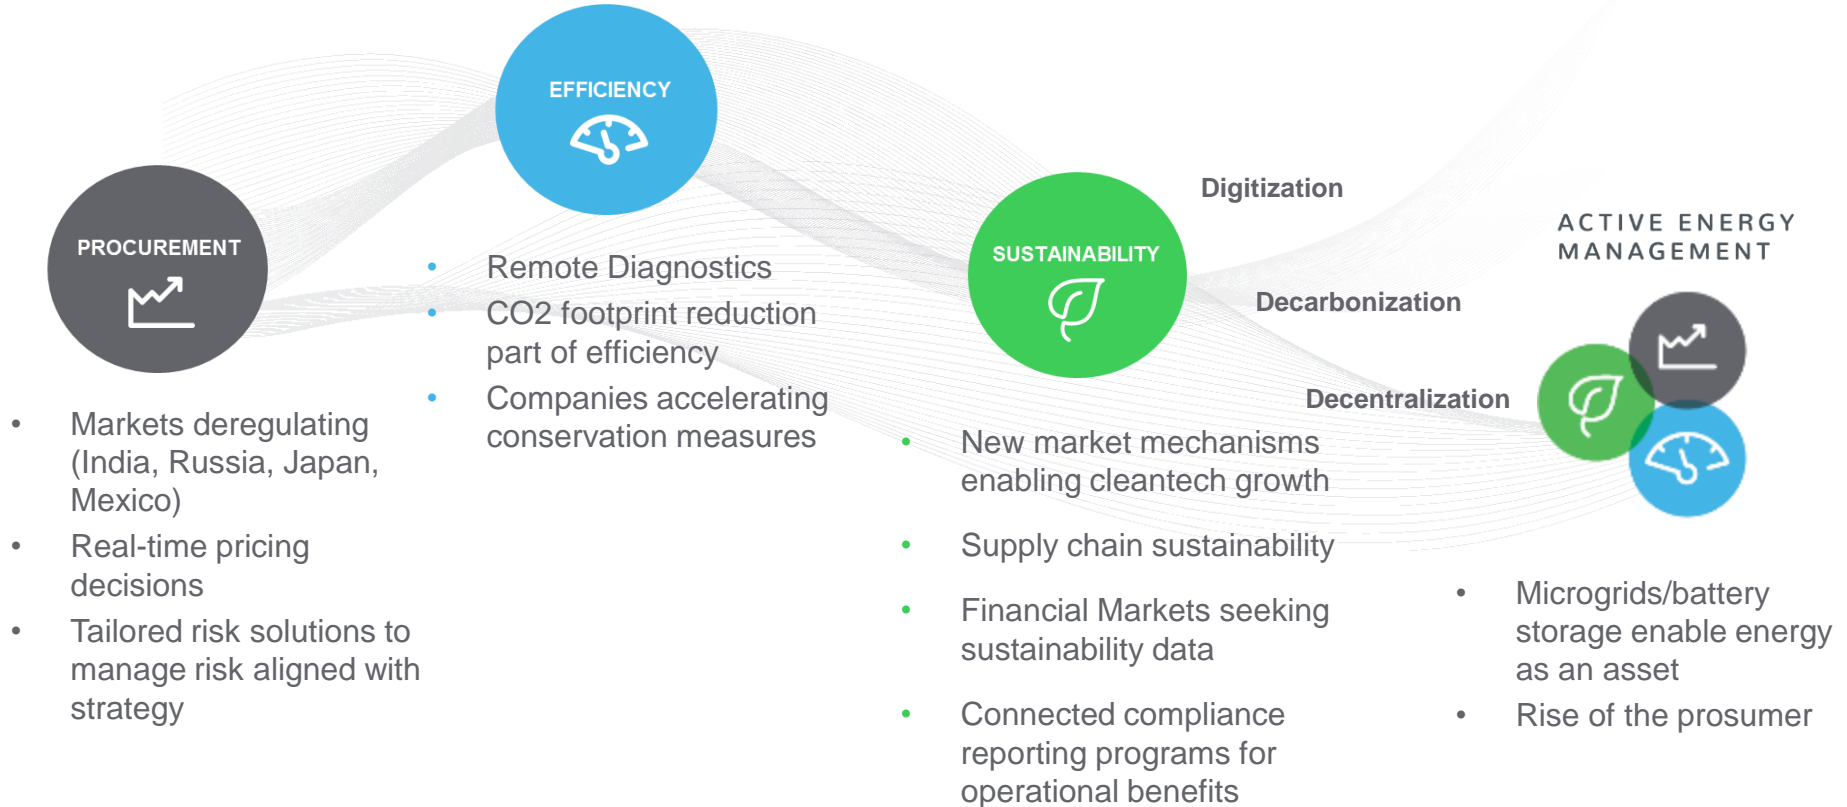 PROCUREMENT
• Markets deregulating
(India, Russia, Japan,
Mexico)
• Real-time pricing
decisions
• Tailored risk solutions to
manage risk aligned with
strategy
EFFICIENCY
• Remote Diagnostics
• CO2 footprint reduction
part of efficiency
• Companies accelerating
conservation measures
SUSTAINABILITY
• New market mechanisms
enabling cleantech growth
• Supply chain sustainability
• Financial Markets seeking
sustainability data
• Connected compliance
reporting programs for
operational benefits
Digitization
Decarbonization
Decentralization
ACTIVE ENERGY
MANAGEMENT
• Microgrids/battery
storage enable energy
as an asset
• Rise of the prosumer